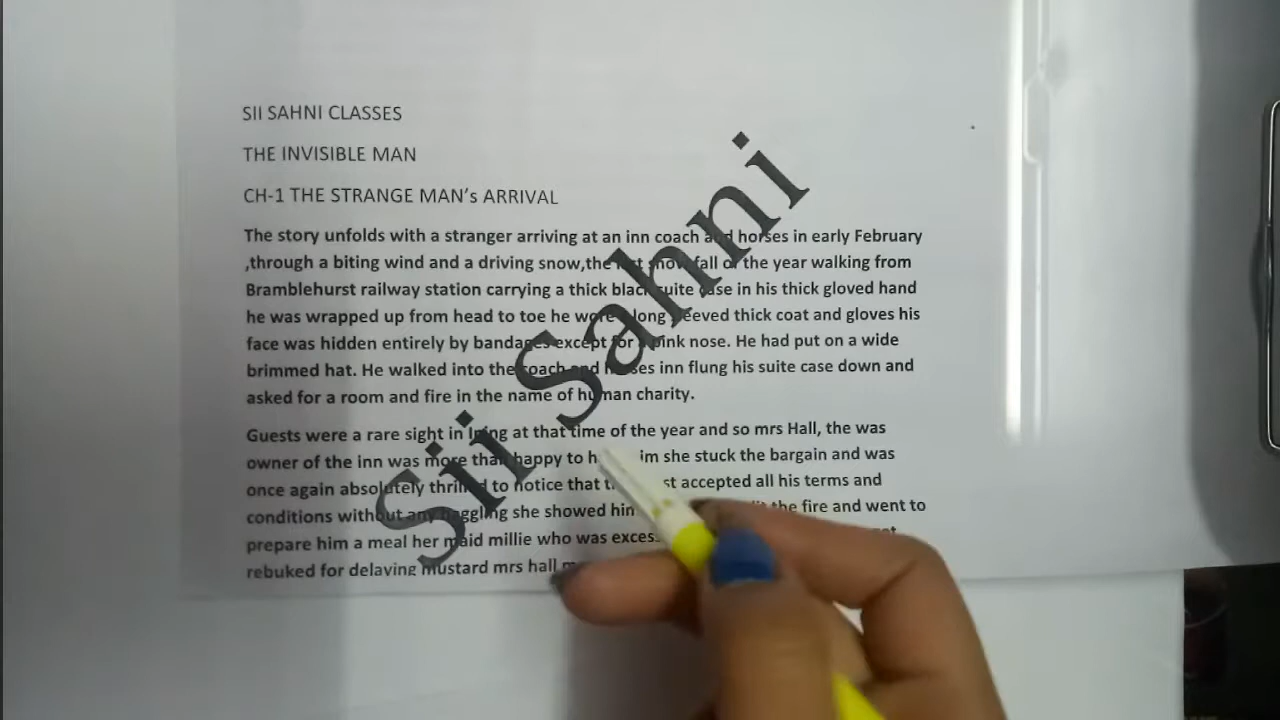 SII SAHNI CLASSES
THE INVISIBLE MAN
CH-1 THE STRANGE MAN's ARRIVAL
The story unfolds with a stranger arriving at an inn coach and horses in early February
,through a biting wind and a driving snow,the last snow fall of the year walking from
Bramblehurst railway station carrying a thick black suite case in his thick gloved hand
he was wrapped up from head to toe he wore a long sleeved thick coat and gloves his
face was hidden entirely by bandages except for a pink nose. He had put on a wide
brimmed hat. He walked into the coach and horses inn flung his suite case down and
asked for a room and fire in the name of human charity.
Guests were a rare sight in Iping at that time of the year and so mrs Hall, the was
owner of the inn was more than happy to him she stuck the bargain and was
once again absolutely thrilled to notice that accepted all his terms and
conditions without any haggling she showed him the fire and went to
prepare him a meal her maid millie who was
rebuked for delaying mustard mrs hall
Sii Sahni